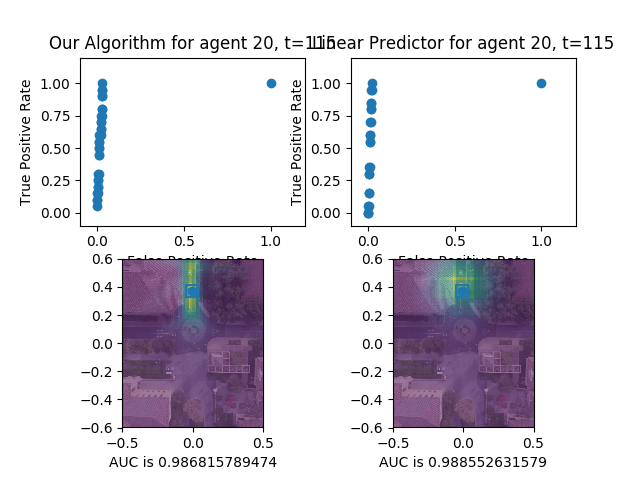 Our Algorithm for agent 20, t=115
Linear Predictor for agent 20, t=115
True Positive Rate
1.00
0.75
0.50
0.25
0.00
0.0 0.5 1.0
False Positive Rate
True Positive Rate
1.00
0.75
0.50
0.25
0.00
0.0 0.5 1.0
False Positive Rate
0.6
0.4
0.2
0.0
−0.2
−0.4
−0.6
−0.5 0.0 0.5
AUC is 0.986815789474
0.6
0.4
0.2
0.0
−0.2
−0.4
−0.6
−0.5 0.0 0.5
AUC is 0.988552631579